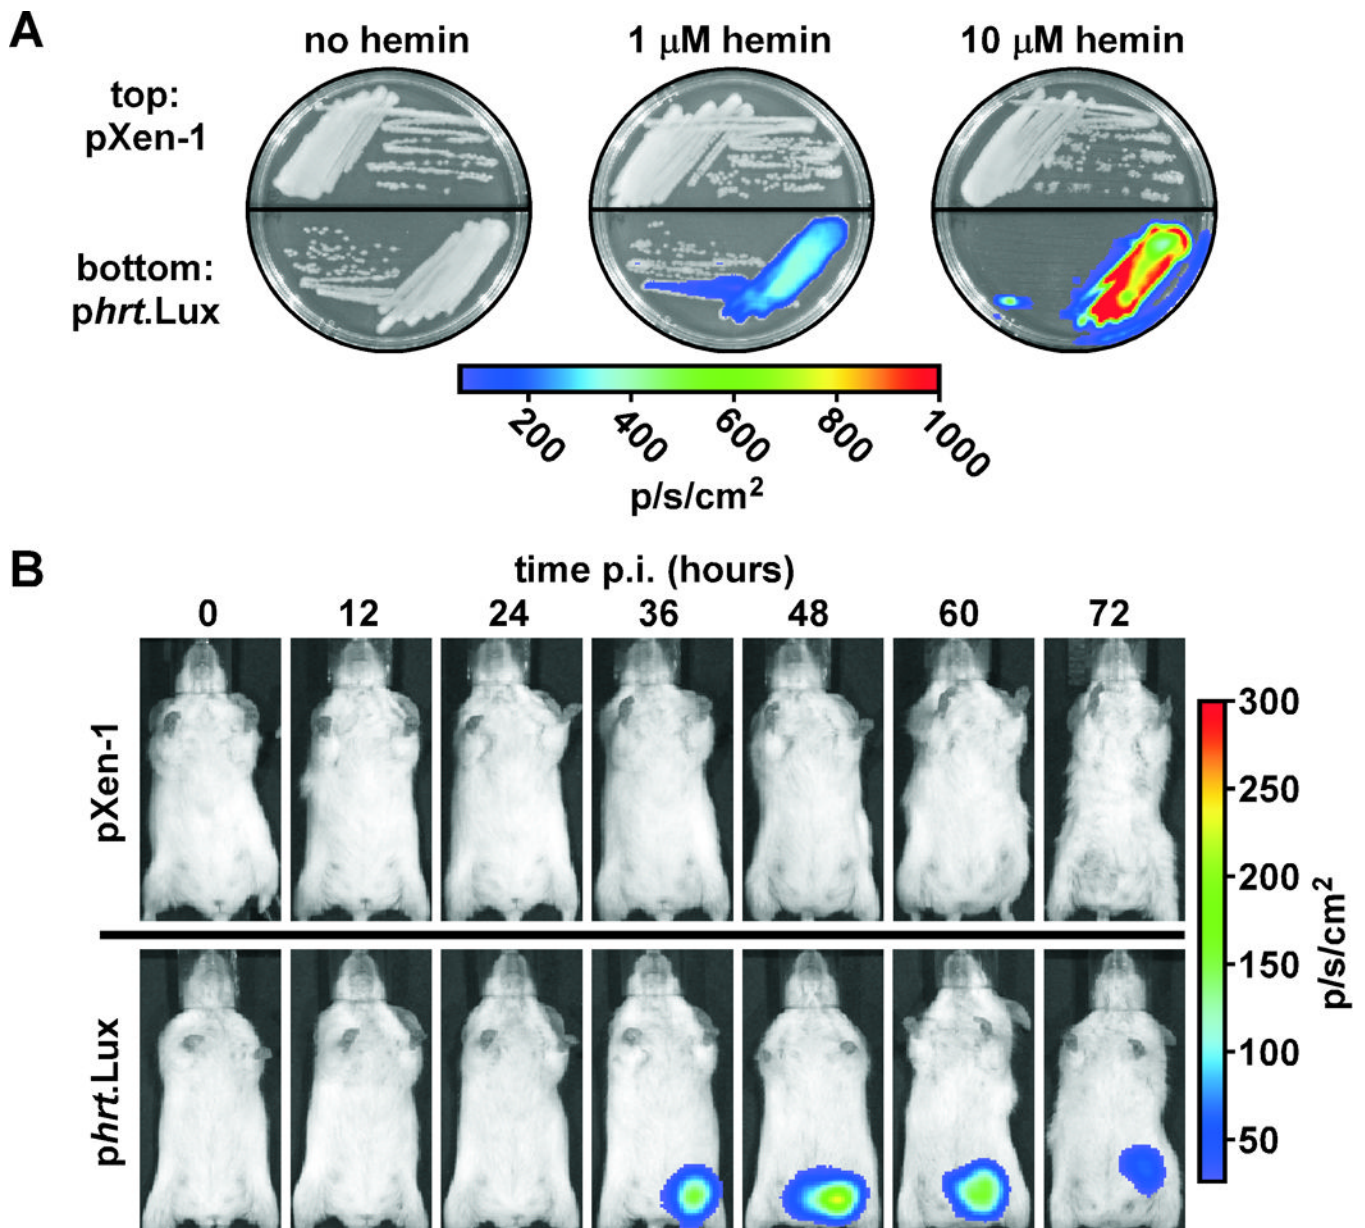 A
no hemin
1 μM hemin
10 μM hemin
top:
pXen-1
bottom:
phrt.Lux
200
400
600
800
1000
p/s/cm²
B
time p.i. (hours)
0
12
24
36
48
60
72
pXen-1
phrt.Lux
300
250
200
150
100
50
p/s/cm²